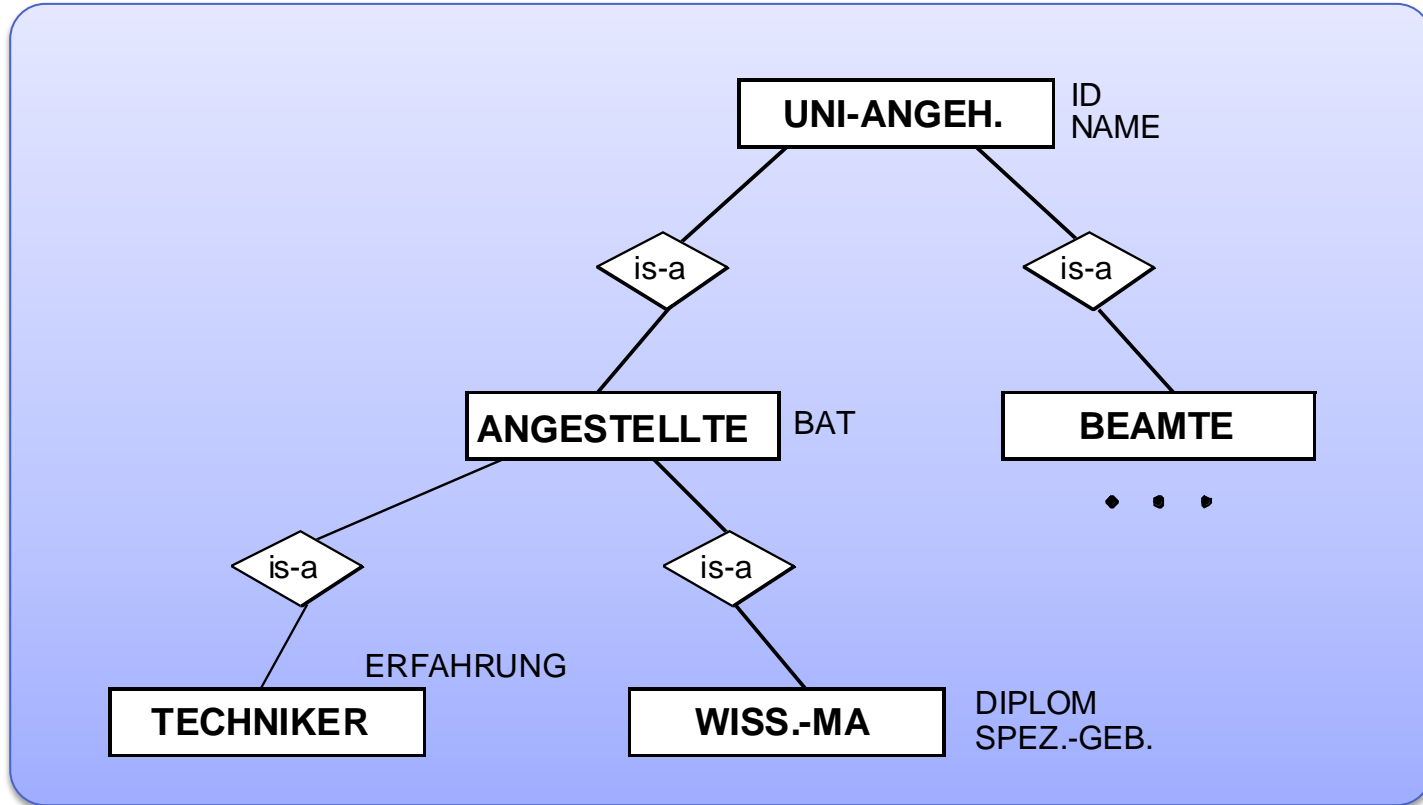 UNI-ANGEH.
ID
NAME
is-a
is-a
ANGESTELLTE
BAT
BEAMTE
• • •
is-a
is-a
ERFAHRUNG
TECHNIKER
WISS.-MA
DIPLOM
SPEZ.-GEB.